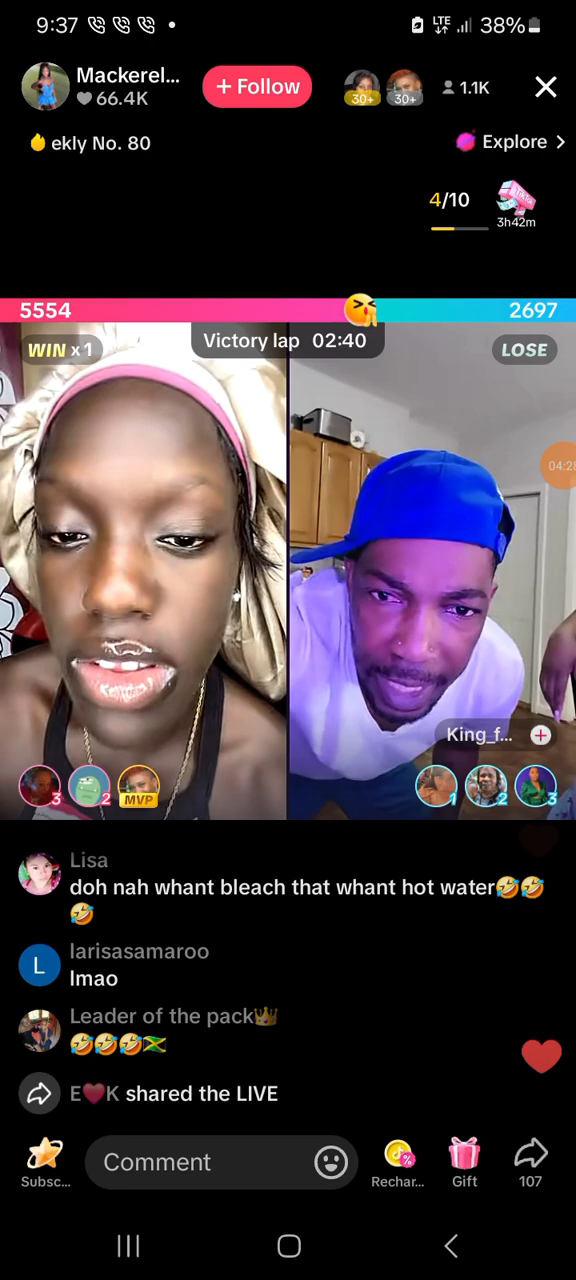 9:37 LTE 38%
Mackerel...
66.4K
+ Follow
30+ 30+ 1.1K
ekly No. 80
Explore >
4/10
3h42m
5554 2697
WIN x 1
Victory lap 02:40
LOSE
04:28
King_f...
3 2 MVP 1 2 3
Lisa
doh nah whant bleach that whant hot water🤣🤣
🤣
L
larisasamaroo
lmao
Leader of the pack👑
🤣🤣🤣🇯🇲
E❤️K shared the LIVE
Comment
Subsc... Rechar... Gift 107